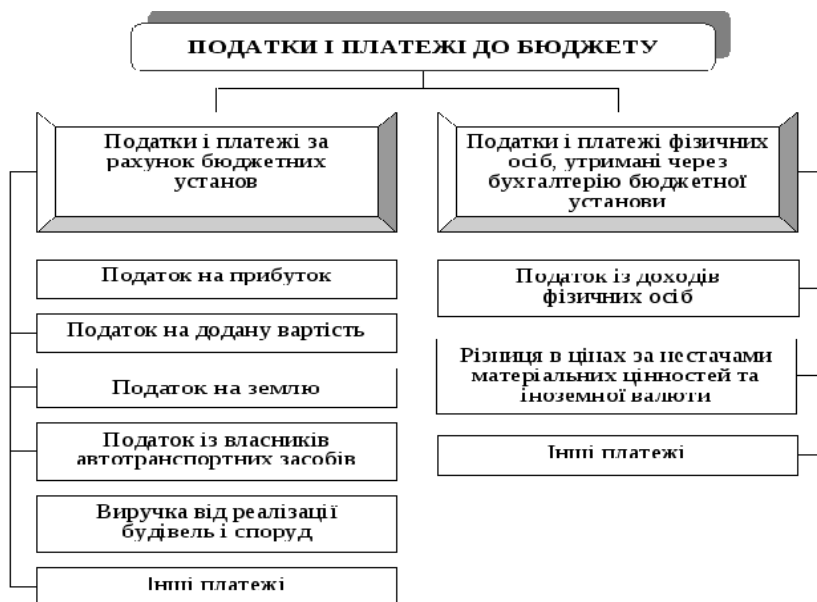 ПОДАТКИ І ПЛАТЕЖІ ДО БЮДЖЕТУ
Податки і платежі за
рахунок бюджетних
установ
Податок на прибуток
Податок на додану вартість
Податок на землю
Податок із власників
автотранспортних засобів
Виручка від реалізації
будівель і споруд
Інші платежі
Податки і платежі фізичних
осіб, утримані через
бухгалтерію бюджетної
установи
Податок із доходів
фізичних осіб
Різниця в цінах за нестачами
матеріальних цінностей та
іноземної валюти
Інші платежі